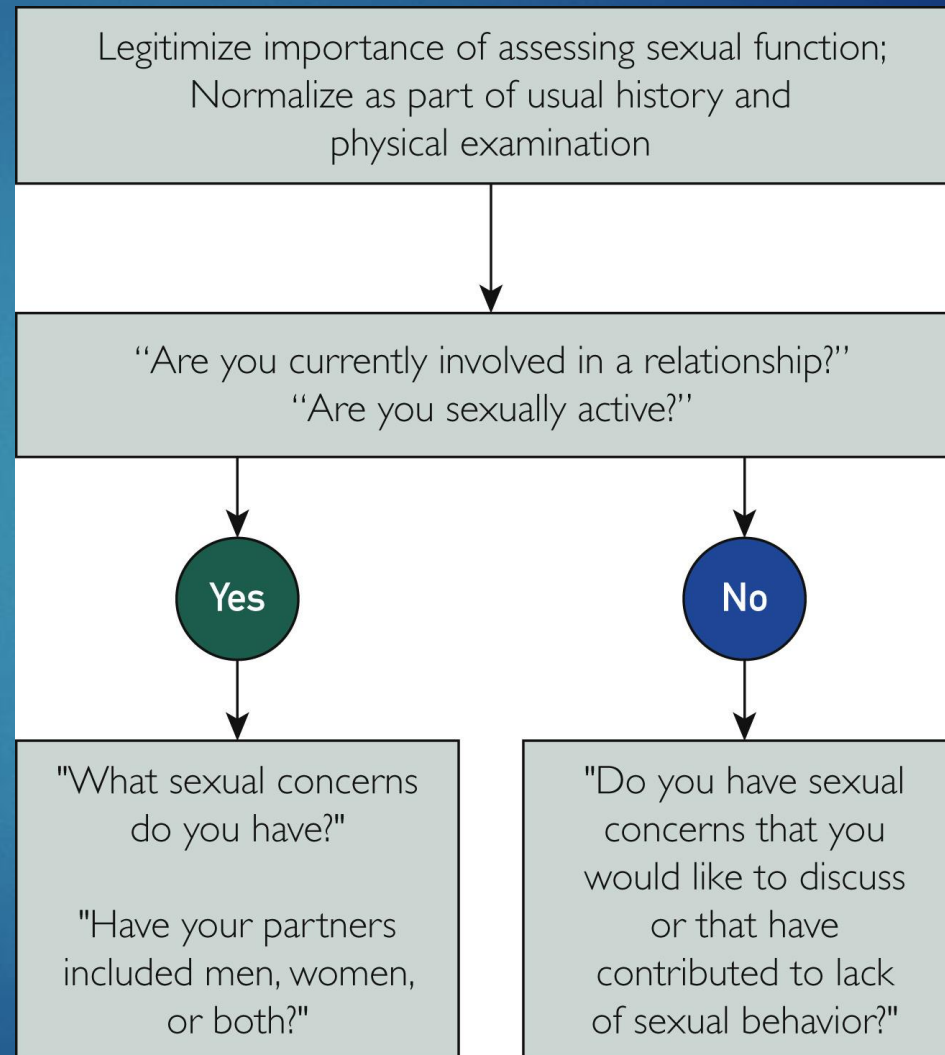 Legitimize importance of assessing sexual function;
Normalize as part of usual history and
physical examination
“Are you currently involved in a relationship?”
“Are you sexually active?”
Yes
No
"What sexual concerns
do you have?"
"Have your partners
included men, women,
or both?"
"Do you have sexual
concerns that you
would like to discuss
or that have
contributed to lack
of sexual behavior?"